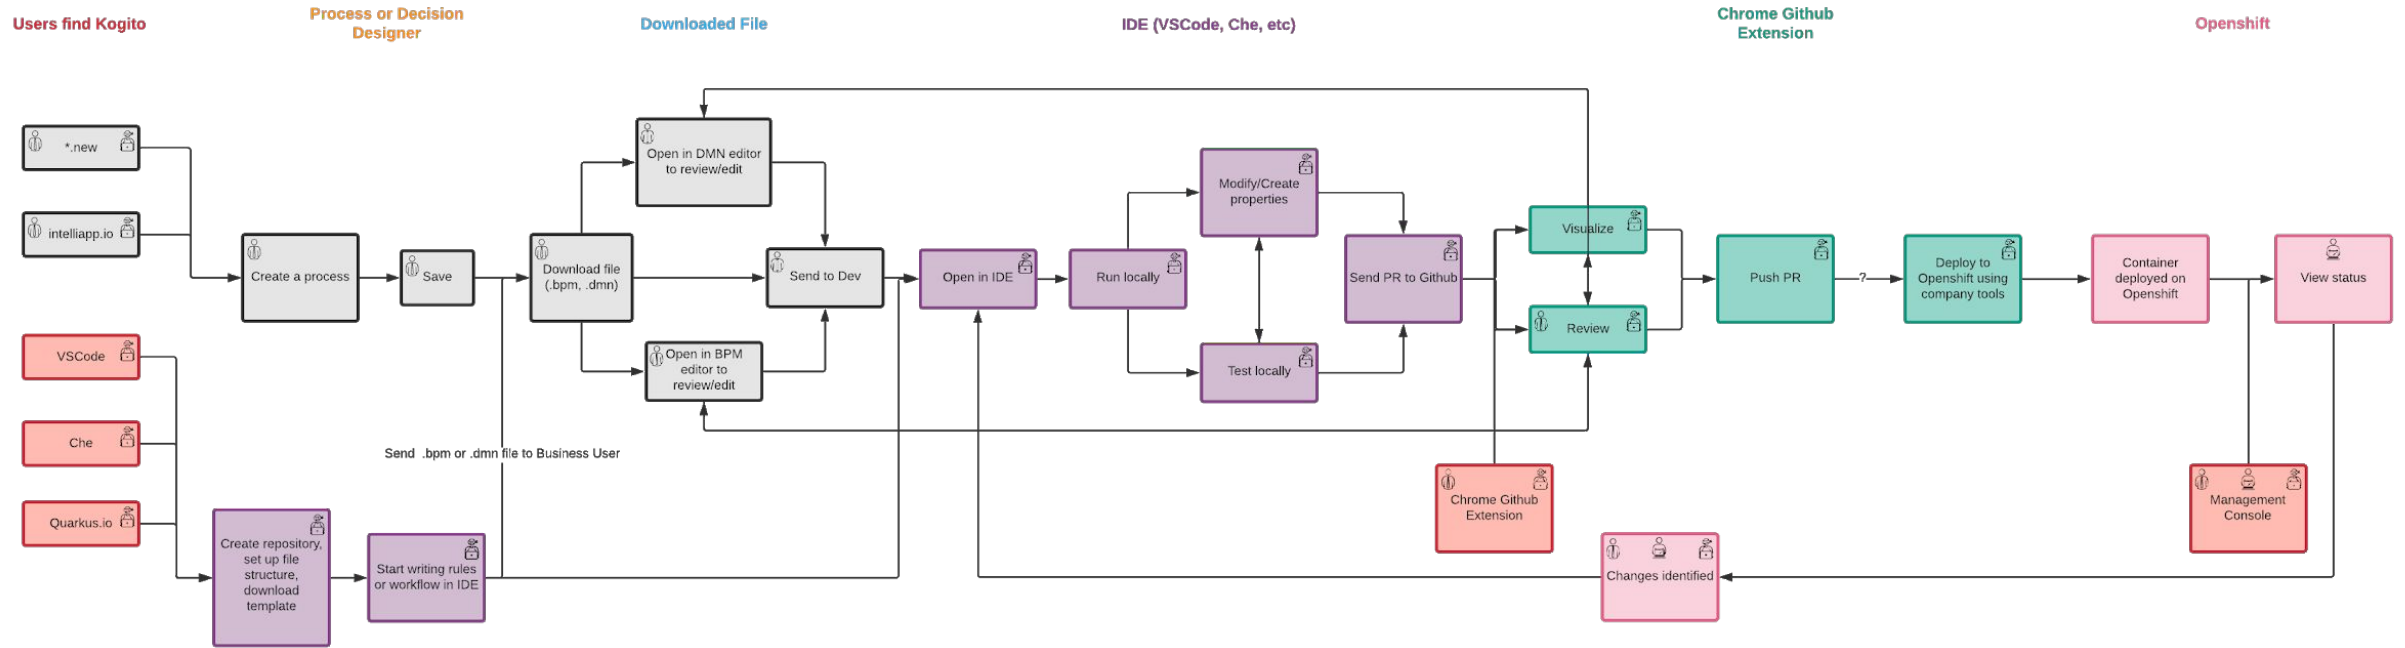 Users find Kogito
Process or Decision
Designer
Downloaded File
IDE (VSCode, Che, etc)
Chrome Github
Extension
Openshift
*.new
intelliapp.io
VSCode
Che
Quarkus.io
Create a process
Save
Download file
(.bpm, .dmn)
Open in DMN editor
to review/edit
Send to Dev
Open in BPM
editor to
review/edit
Send .bpm or .dmn file to Business User
Create repository,
set up file
structure,
download
template
Start writing rules
or workflow in IDE
Open in IDE
Run locally
Modify/Create
properties
Test locally
Send PR to Github
Visualize
Review
Chrome Github
Extension
Push PR
?
Deploy to
Openshift using
company tools
Container
deployed on
Openshift
View status
Management
Console
Changes identified